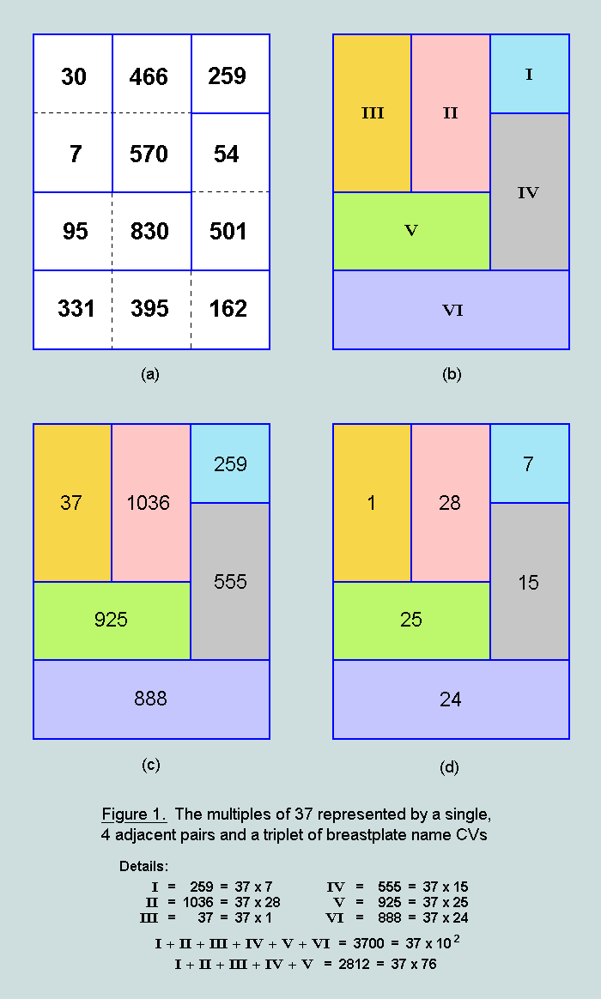 30 466 259
7 570 54
95 830 501
331 395 162
(a)
I
III II
IV
V
VI
(b)
259
37 1036
555
925
888
(c)
7
1 28
15
25
24
(d)
Figure 1. The multiples of 37 represented by a single,
4 adjacent pairs and a triplet of breastplate name CVs
Details:
I = 259 = 37 x 7 IV = 555 = 37 x 15
II = 1036 = 37 x 28 V = 925 = 37 x 25
III = 37 = 37 x 1 VI = 888 = 37 x 24
I + II + III + IV + V + VI = 3700 = 37 x 10²
I + II + III + IV + V = 2812 = 37 x 76